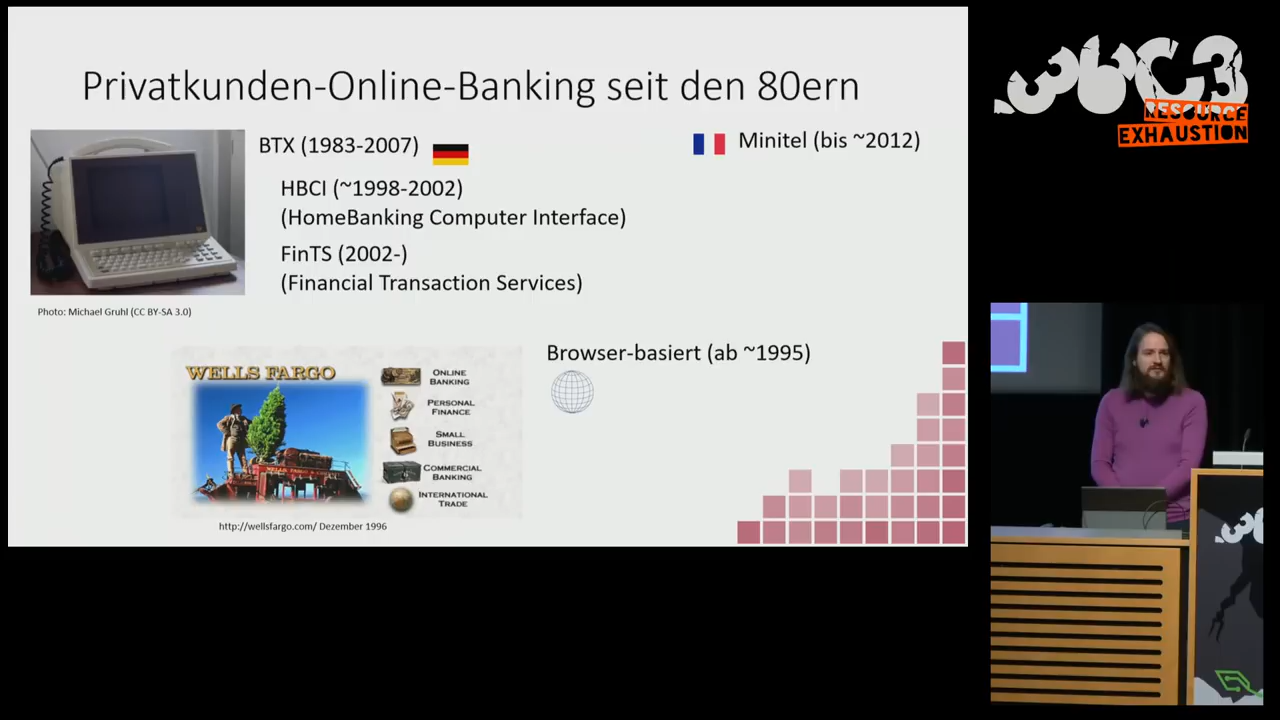 Privatkunden-Online-Banking seit den 80ern
BTX (1983-2007)
Minitel (bis ~2012)
HBCI (~1998-2002)
(HomeBanking Computer Interface)
FinTS (2002-)
(Financial Transaction Services)
Photo: Michael Gruhl (CC BY-SA 3.0)
Browser-basiert (ab ~1995)
WELLS FARGO
ONLINE
BANKING
PERSONAL
FINANCE
SMALL
BUSINESS
COMMERCIAL
BANKING
INTERNATIONAL
TRADE
http://wellsfargo.com/ Dezember 1996
36C3
RESOURCE
EXHAUSTION